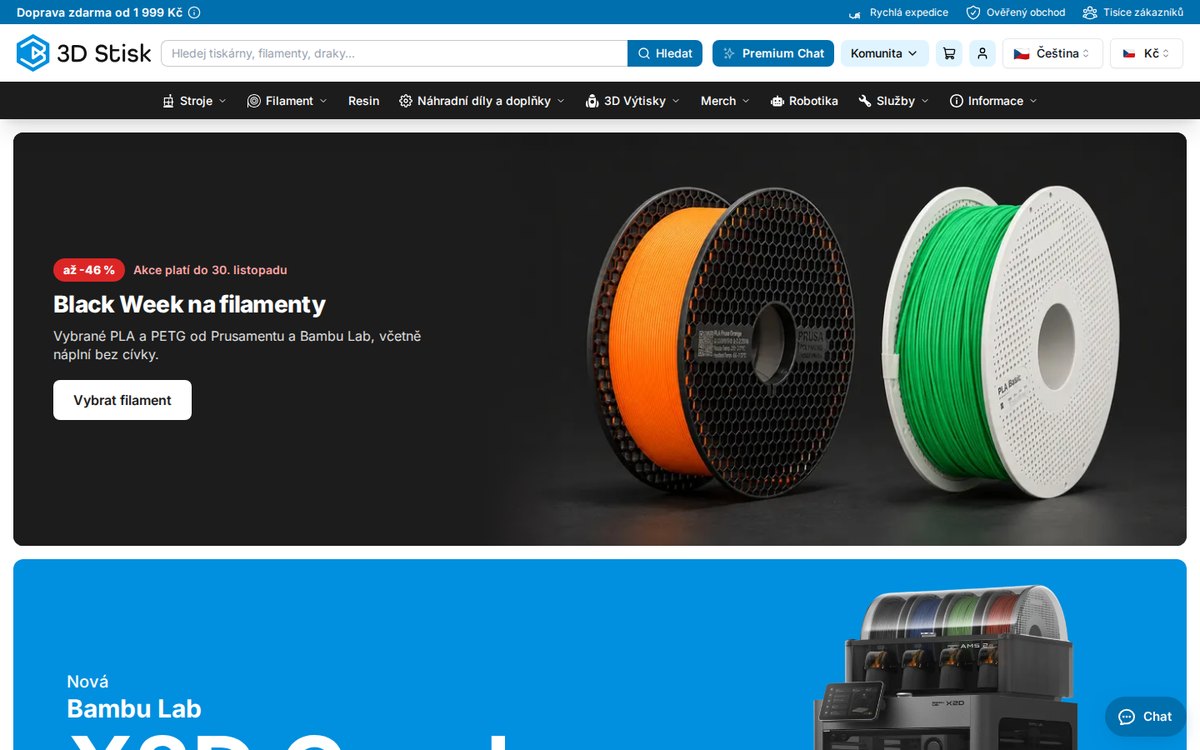 Doprava zdarma od 1 999 Kč
Rychlá expedice
Ověřený obchod
Tisíce zákazníků
3D Stisk
Hledej tiskárny, filamenty, draky...
Hledat
Premium Chat
Komunita
Čeština
Kč
Stroje
Filament
Resin
Náhradní díly a doplňky
3D Výtisky
Merch
Robotika
Služby
Informace
až -46 %
Akce platí do 30. listopadu
Black Week na filamenty
Vybrané PLA a PETG od Prusamentu a Bambu Lab, včetně
náplní bez cívky.
Vybrat filament
PRUSA
PLA Basic
Nová
Bambu Lab
AMS 2
X2D
Chat